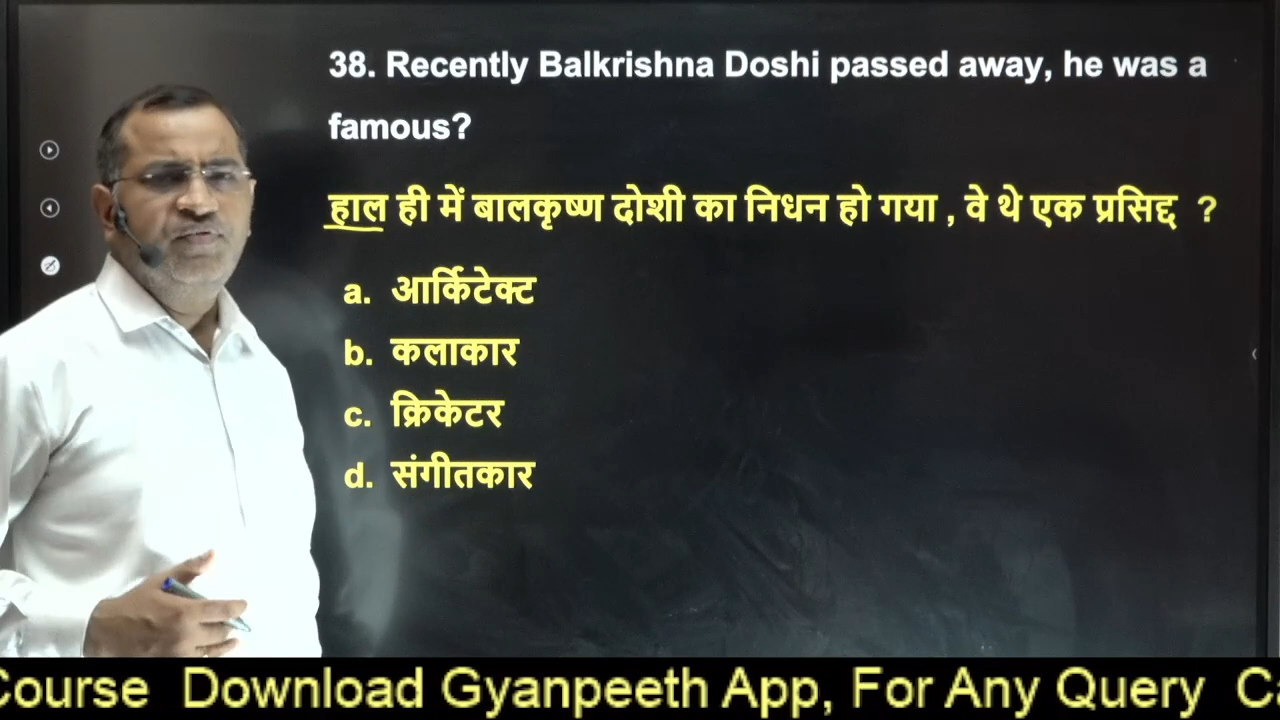 38. Recently Balkrishna Doshi passed away, he was a
famous?
हाल ही में बालकृष्ण दोशी का निधन हो गया , वे थे एक प्रसिद्द ?
a. आर्किटेक्ट
b. कलाकार
c. क्रिकेटर
d. संगीतकार
Course Download Gyanpeeth App, For Any Query